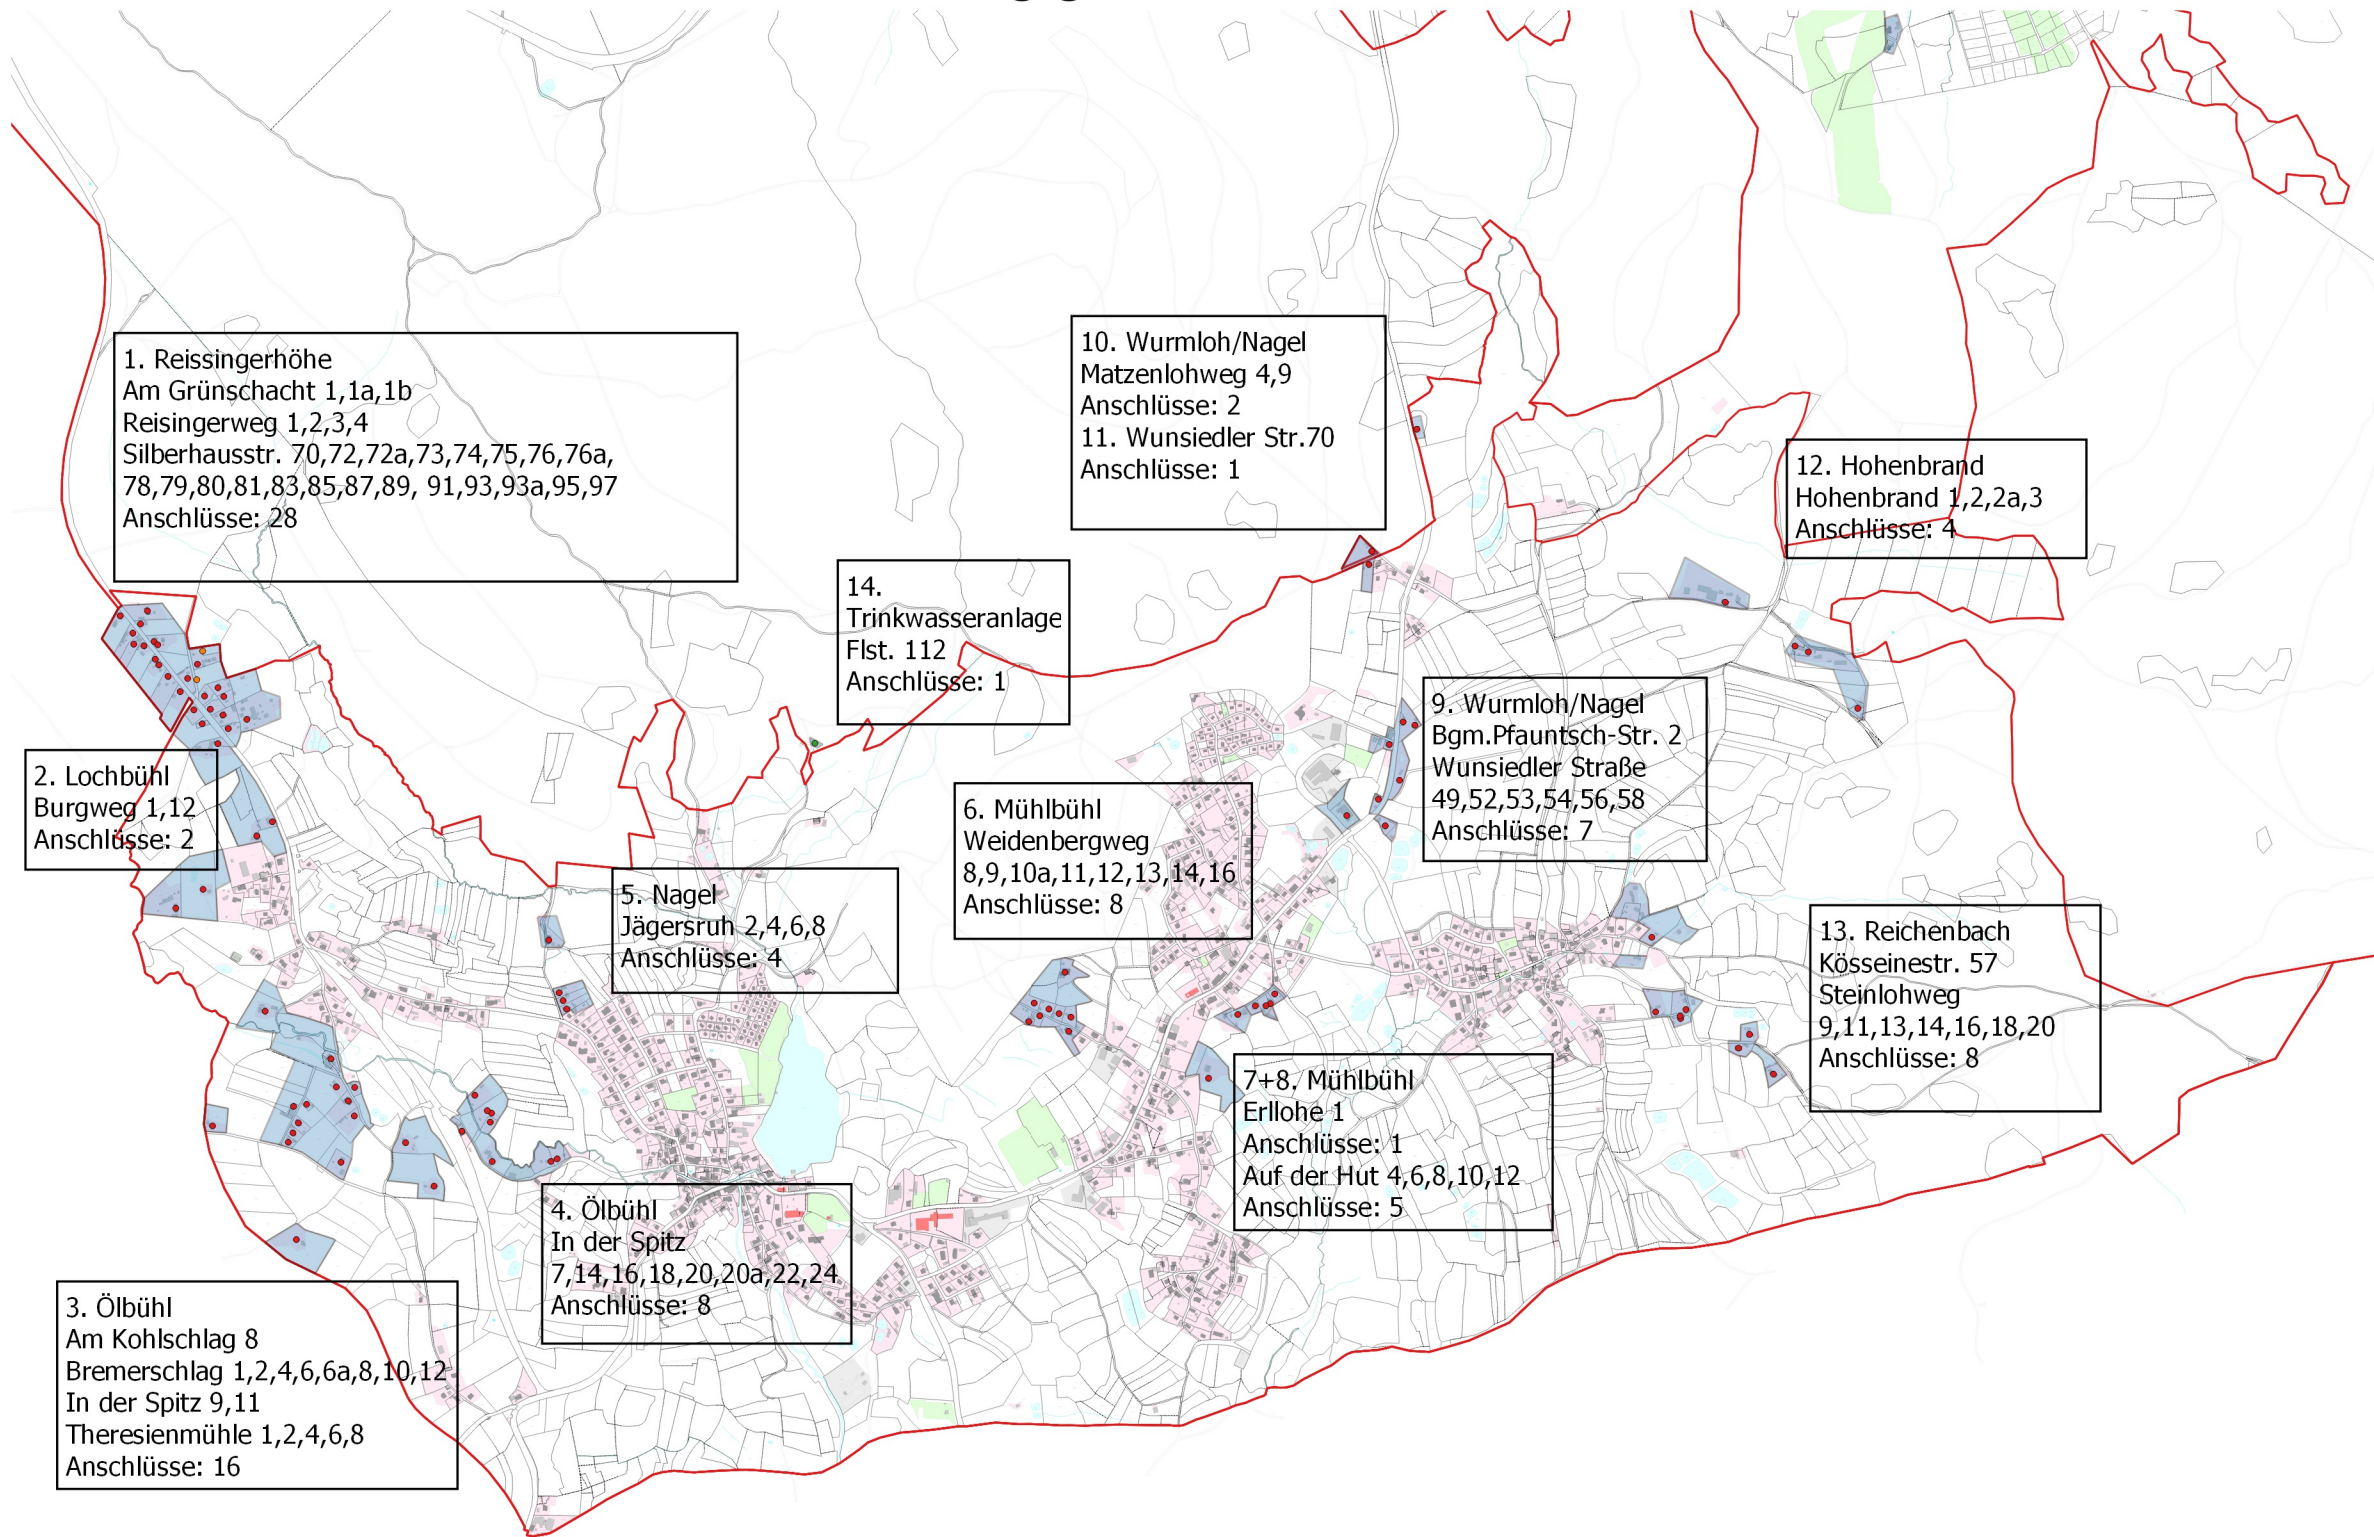 1. Reissingerhöhe
Am Grünschacht 1,1a,1b
Reisingerweg 1,2,3,4
Silberhausstr. 70,72,72a,73,74,75,76,76a,
78,79,80,81,83,85,87,89, 91,93,93a,95,97
Anschlüsse: 28
10. Wurmloh/Nagel
Matzenlohweg 4,9
Anschlüsse: 2
11. Wunsiedler Str.70
Anschlüsse: 1
12. Hohenbrand
Hohenbrand 1,2,2a,3
Anschlüsse: 4
14.
Trinkwasseranlage
Flst. 112
Anschlüsse: 1
9. Wurmloh/Nagel
Bgm.Pfauntsch-Str. 2
Wunsiedler Straße
49,52,53,54,56,58
Anschlüsse: 7
2. Lochbühl
Burgweg 1,12
Anschlüsse: 2
6. Mühlbühl
Weidenbergweg
8,9,10a,11,12,13,14,16
Anschlüsse: 8
5. Nagel
Jägersruh 2,4,6,8
Anschlüsse: 4
13. Reichenbach
Kösseinestr. 57
Steinlohweg
9,11,13,14,16,18,20
Anschlüsse: 8
7+8. Mühlbühl
Erllohe 1
Anschlüsse: 1
Auf der Hut 4,6,8,10,12
Anschlüsse: 5
4. Ölbühl
In der Spitz
7,14,16,18,20,20a,22,24
Anschlüsse: 8
3. Ölbühl
Am Kohlschlag 8
Bremerschlag 1,2,4,6,6a,8,10,12
In der Spitz 9,11
Theresienmühle 1,2,4,6,8
Anschlüsse: 16